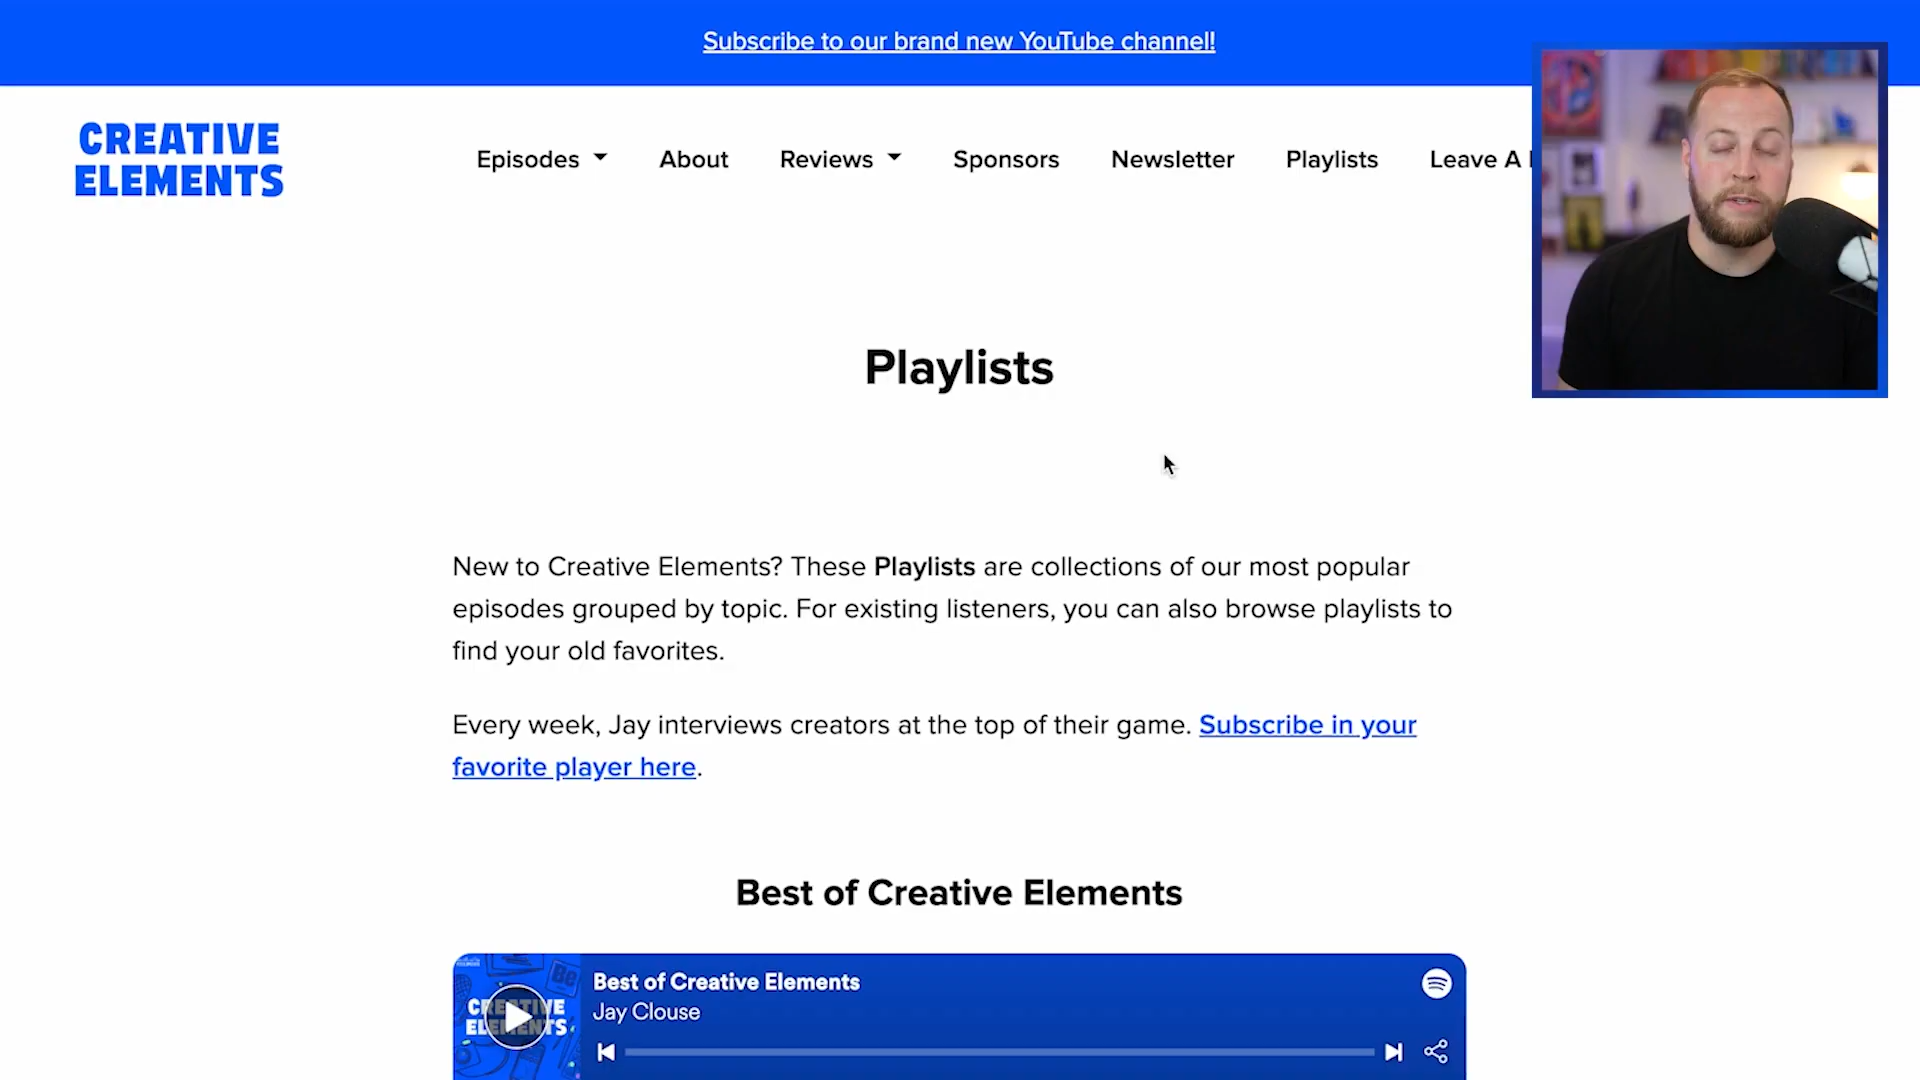 Subscribe to our brand new YouTube channel!
CREATIVE
ELEMENTS
Episodes
About
Reviews
Sponsors
Newsletter
Playlists
Leave A
Playlists
New to Creative Elements? These Playlists are collections of our most popular
episodes grouped by topic. For existing listeners, you can also browse playlists to
find your old favorites.
Every week, Jay interviews creators at the top of their game. Subscribe in your
favorite player here.
Best of Creative Elements
Be
CREATIVE
ELEMENTS
Best of Creative Elements
Jay Clouse